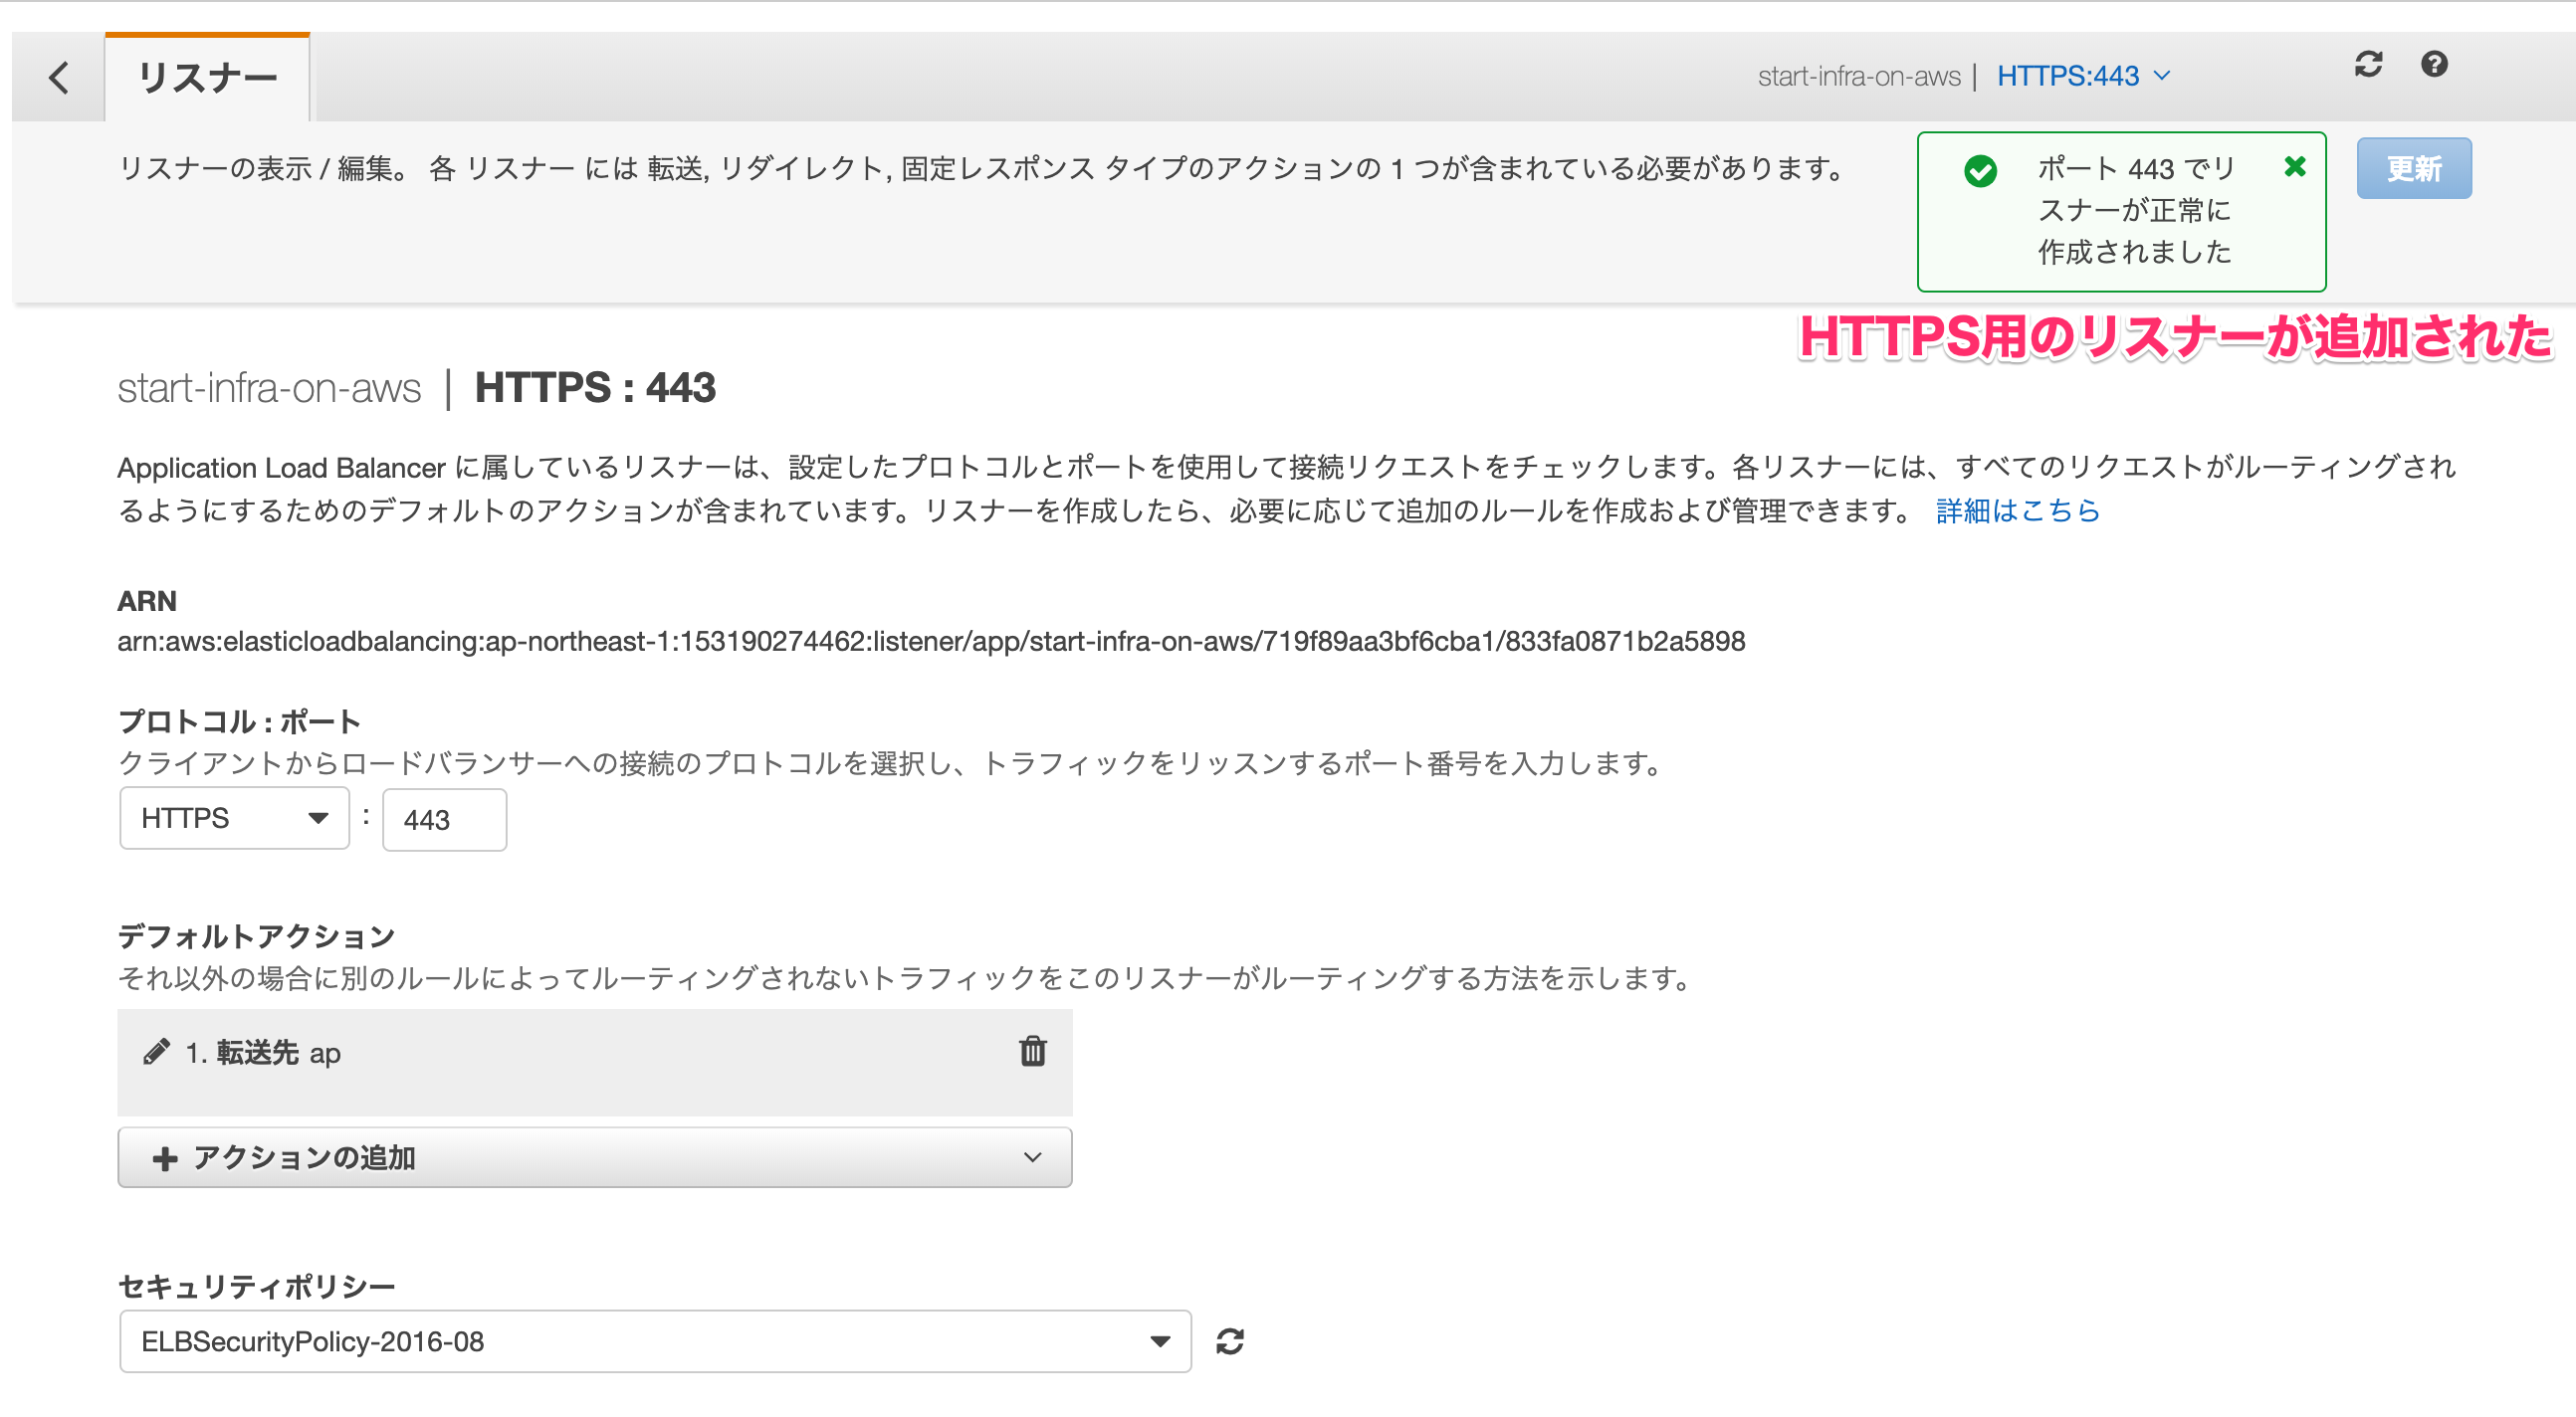 リスナー
start-infra-on-aws | HTTPS:443
リスナーの表示 / 編集。 各 リスナー には 転送, リダイレクト, 固定レスポンス タイプのアクションの 1 つが含まれている必要があります。
ポート 443 でリ
スナーが正常に
作成されました
更新
HTTPS用のリスナーが追加された
start-infra-on-aws | HTTPS : 443
Application Load Balancer に属しているリスナーは、設定したプロトコルとポートを使用して接続リクエストをチェックします。各リスナーには、すべてのリクエストがルーティングされ
るようにするためのデフォルトのアクションが含まれています。リスナーを作成したら、必要に応じて追加のルールを作成および管理できます。 詳細はこちら
ARN
arn:aws:elasticloadbalancing:ap-northeast-1:153190274462:listener/app/start-infra-on-aws/719f89aa3bf6cba1/833fa0871b2a5898
プロトコル : ポート
クライアントからロードバランサーへの接続のプロトコルを選択し、トラフィックをリッスンするポート番号を入力します。
HTTPS : 443
デフォルトアクション
それ以外の場合に別のルールによってルーティングされないトラフィックをこのリスナーがルーティングする方法を示します。
1. 転送先 ap
アクションの追加
セキュリティポリシー
ELBSecurityPolicy-2016-08